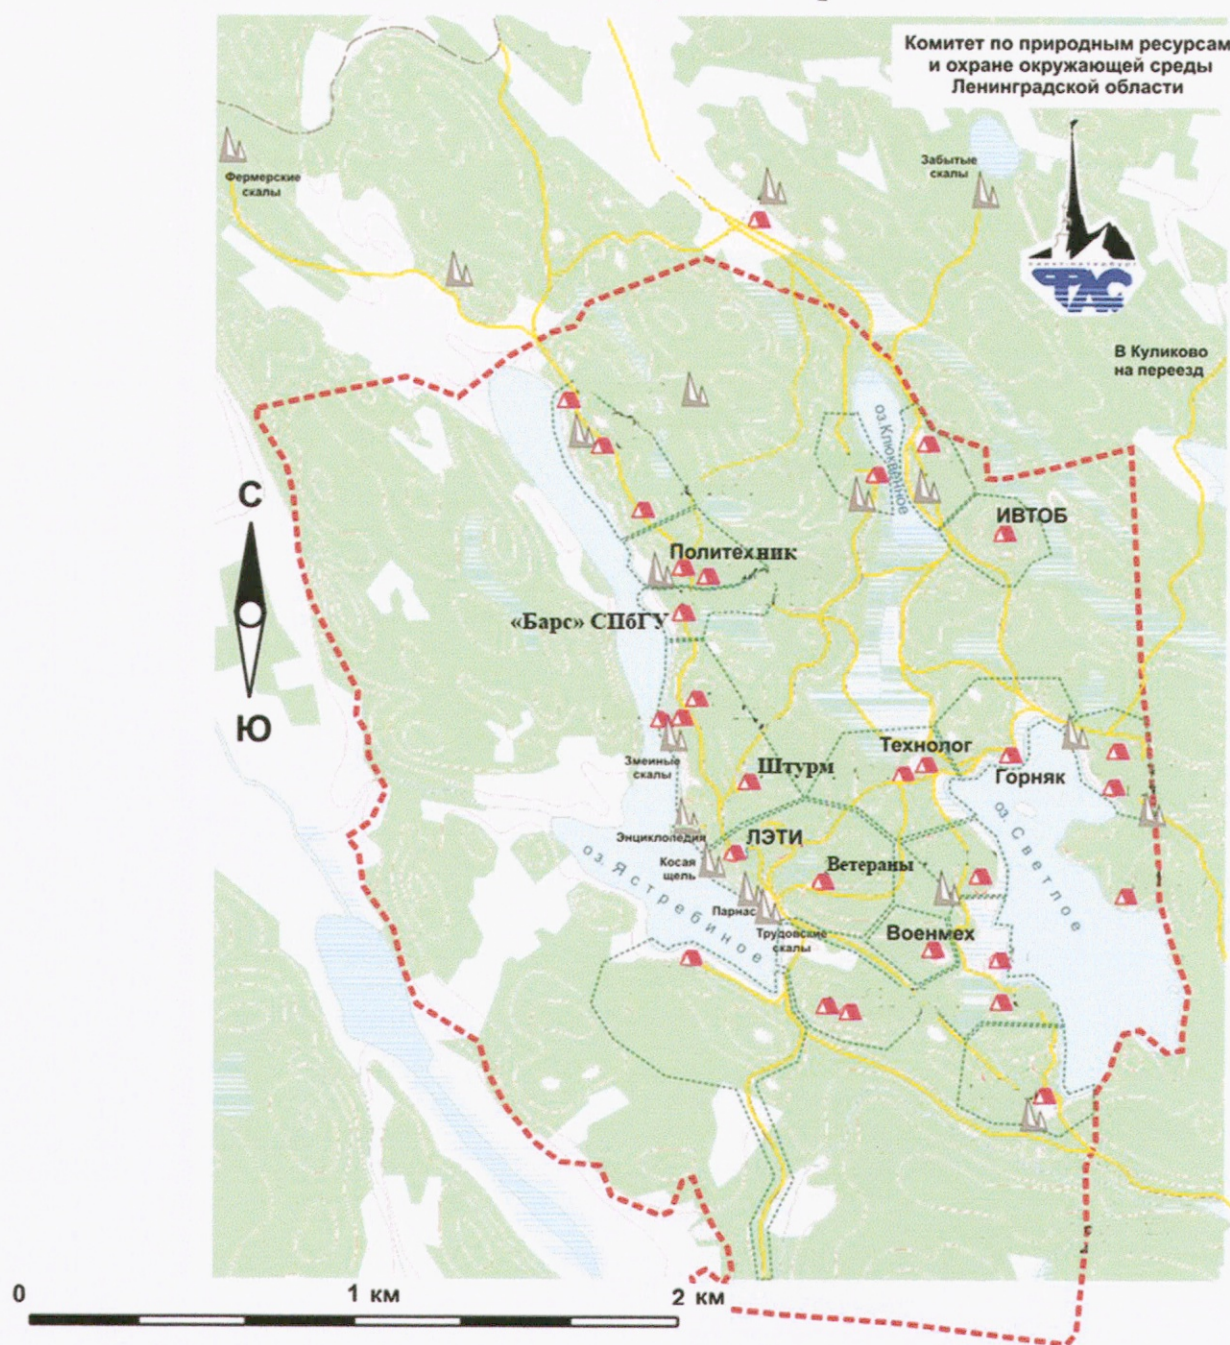 Комитет по природным ресурсам
и охране окружающей среды
Ленинградской области
Забытые
скалы
Фермерские
скалы
ФАС
В Куликово
на переезд
оз.Клюквенное
С
ИВТОБ
Политехник
«Барс» СПбГУ
Ю
Технолог
Змеиные
скалы
Штурм
Горняк
оз. Светлое
Энциклопедия
ЛЭТИ
Косая
щель
Ветераны
оз. Ястребиное
Парнас
Трудовские
скалы
Военмех
0
1 км
2 км